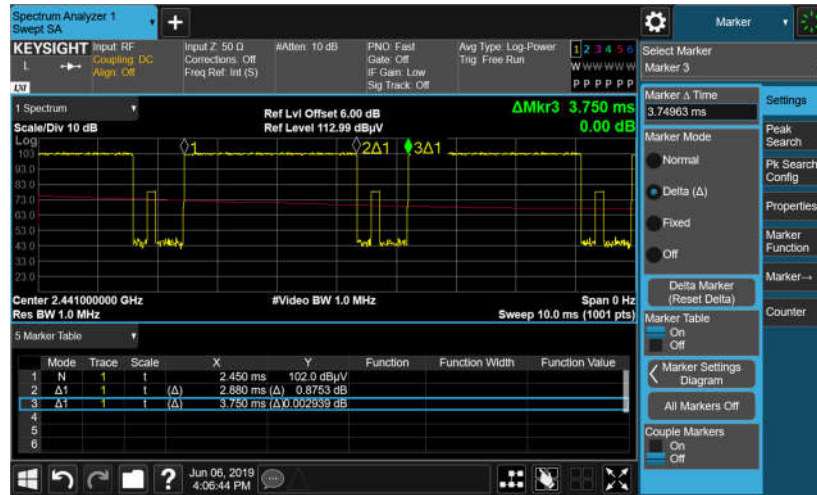 Spectrum Analyzer 1
Swept SA
+
Marker
KEYSIGHT Input: RF Input Z: 50 Ω #Atten: 10 dB PNO: Fast Avg Type: Log-Power 1 2 3 4 5 6
L Coupling: DC Corrections: Off Gate: Off Trig: Free Run
Align: Off Freq Ref: Int (S) IF Gain: Low W W W W W W
Sig Track: Off P P P P P P
LXI
Select Marker
Marker 3
1 Spectrum
Ref Lvl Offset 6.00 dB ΔMkr3 3.750 ms
Scale/Div 10 dB Ref Level 112.99 dBµV 0.00 dB
Log
103
93.0
83.0
73.0
63.0
53.0
43.0
33.0
23.0
1 2Δ1 3Δ1
Center 2.441000000 GHz #Video BW 1.0 MHz Span 0 Hz
Res BW 1.0 MHz Sweep 10.0 ms (1001 pts)
5 Marker Table
Mode Trace Scale X Y Function Function Width Function Value
1 N 1 t 2.450 ms 102.0 dBµV
2 Δ1 1 t (Δ) 2.880 ms (Δ) 0.8753 dB
3 Δ1 1 t (Δ) 3.750 ms (Δ)0.002939 dB
4
5
6
Marker Δ Time
3.74963 ms
Marker Mode
Normal
Delta (Δ)
Fixed
Off
Delta Marker
(Reset Delta)
Marker Table
On
Off
Marker Settings
Diagram
All Markers Off
Couple Markers
On
Off
Settings
Peak
Search
Pk Search
Config
Properties
Marker
Function
Marker→
Counter
?
Jun 06, 2019
4:06:44 PM